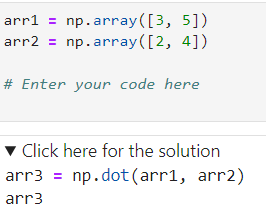 arr1 = np.array([3, 5])
arr2 = np.array([2, 4])
# Enter your code here
▼ Click here for the solution
arr3 = np.dot(arr1, arr2)
arr3